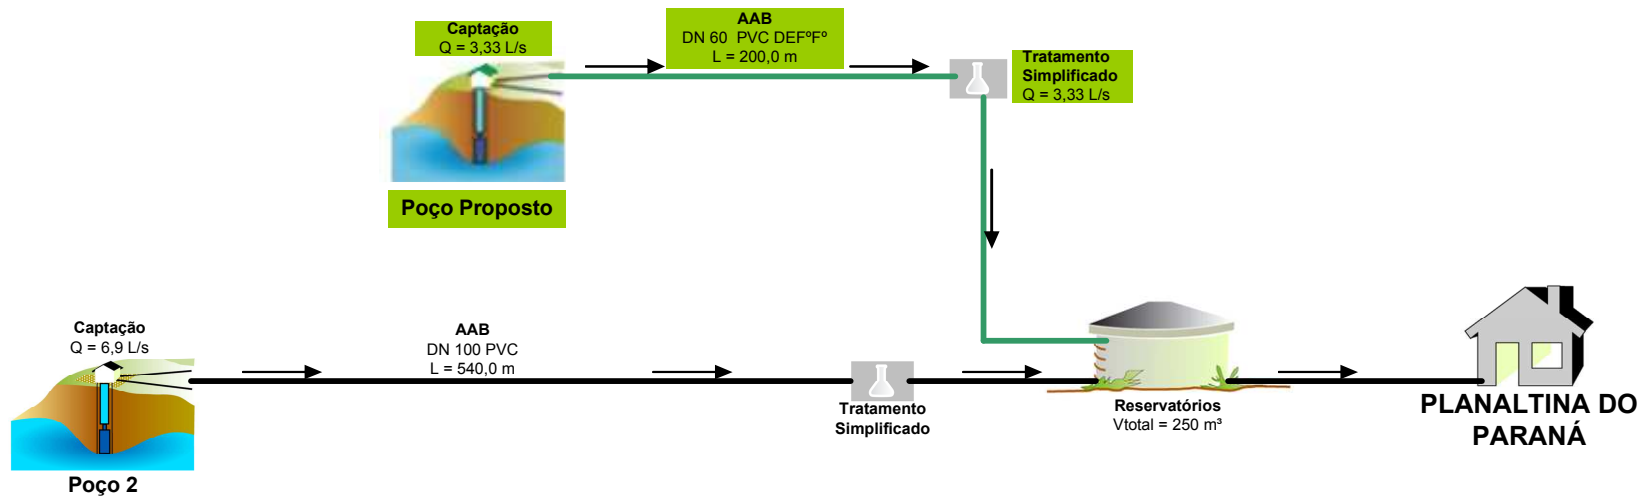 Captação
Q = 3,33 L/s
AAB
DN 60 PVC DEFºFº
L = 200,0 m
Tratamento
Simplificado
Q = 3,33 L/s
Poço Proposto
Captação
Q = 6,9 L/s
AAB
DN 100 PVC
L = 540,0 m
Tratamento
Simplificado
Reservatórios
Vtotal = 250 m³
PLANALTINA DO
PARANÁ
Poço 2